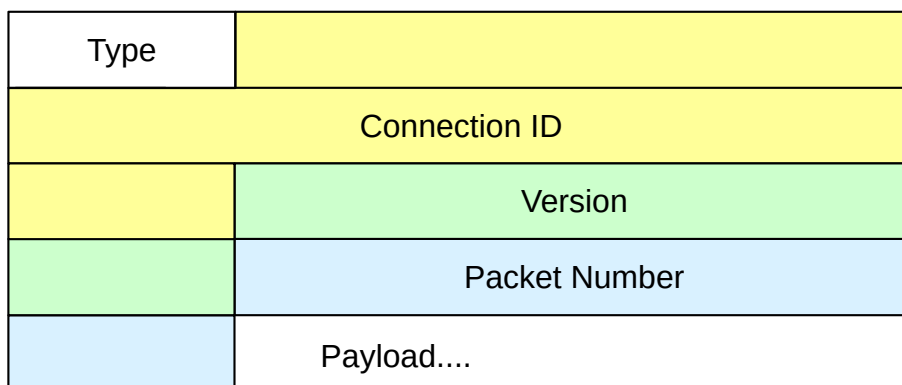 Type
Connection ID
Version
Packet Number
Payload....